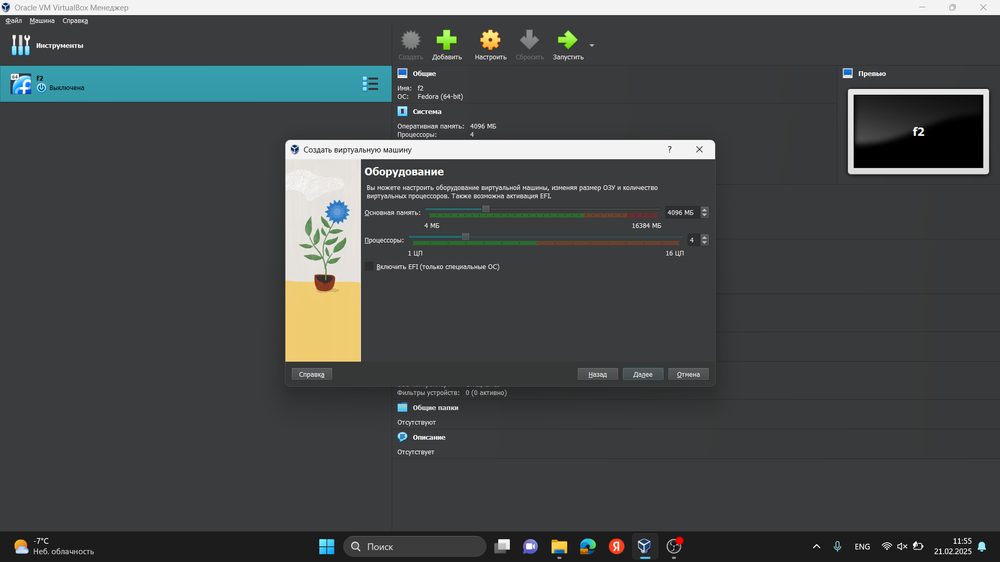 Oracle VM VirtualBox Менеджер
Файл Машина Справка
Инструменты
Создать Добавить Настроить Сбросить Запустить
64
f2
Выключена
Общие
Имя: f2
ОС: Fedora (64-bit)
Система
Оперативная память: 4096 МБ
Процессоры: 4
Превью
f2
Создать виртуальную машину
?
Оборудование
Вы можете настроить оборудование виртуальной машины, изменяя размер ОЗУ и количество
виртуальных процессоров. Также возможна активация EFI.
Основная память: 4096 МБ
4 МБ 16384 МБ
Процессоры: 4
1 ЦП 16 ЦП
Включить EFI (только специальные ОС)
Справка Назад Далее Отмена
Фильтры устройств: 0 (0 активно)
Общие папки
Отсутствуют
Описание
Отсутствует
-7°C
Неб. облачность
Поиск
Я
ENG
11:55
21.02.2025